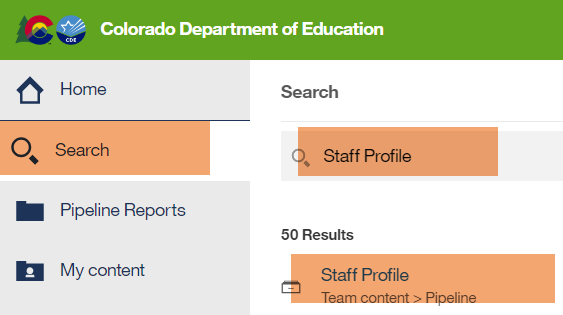 CDE
Colorado Department of Education
Home
Search
Pipeline Reports
My content
Search
Staff Profile
50 Results
Staff Profile
Team content > Pipeline